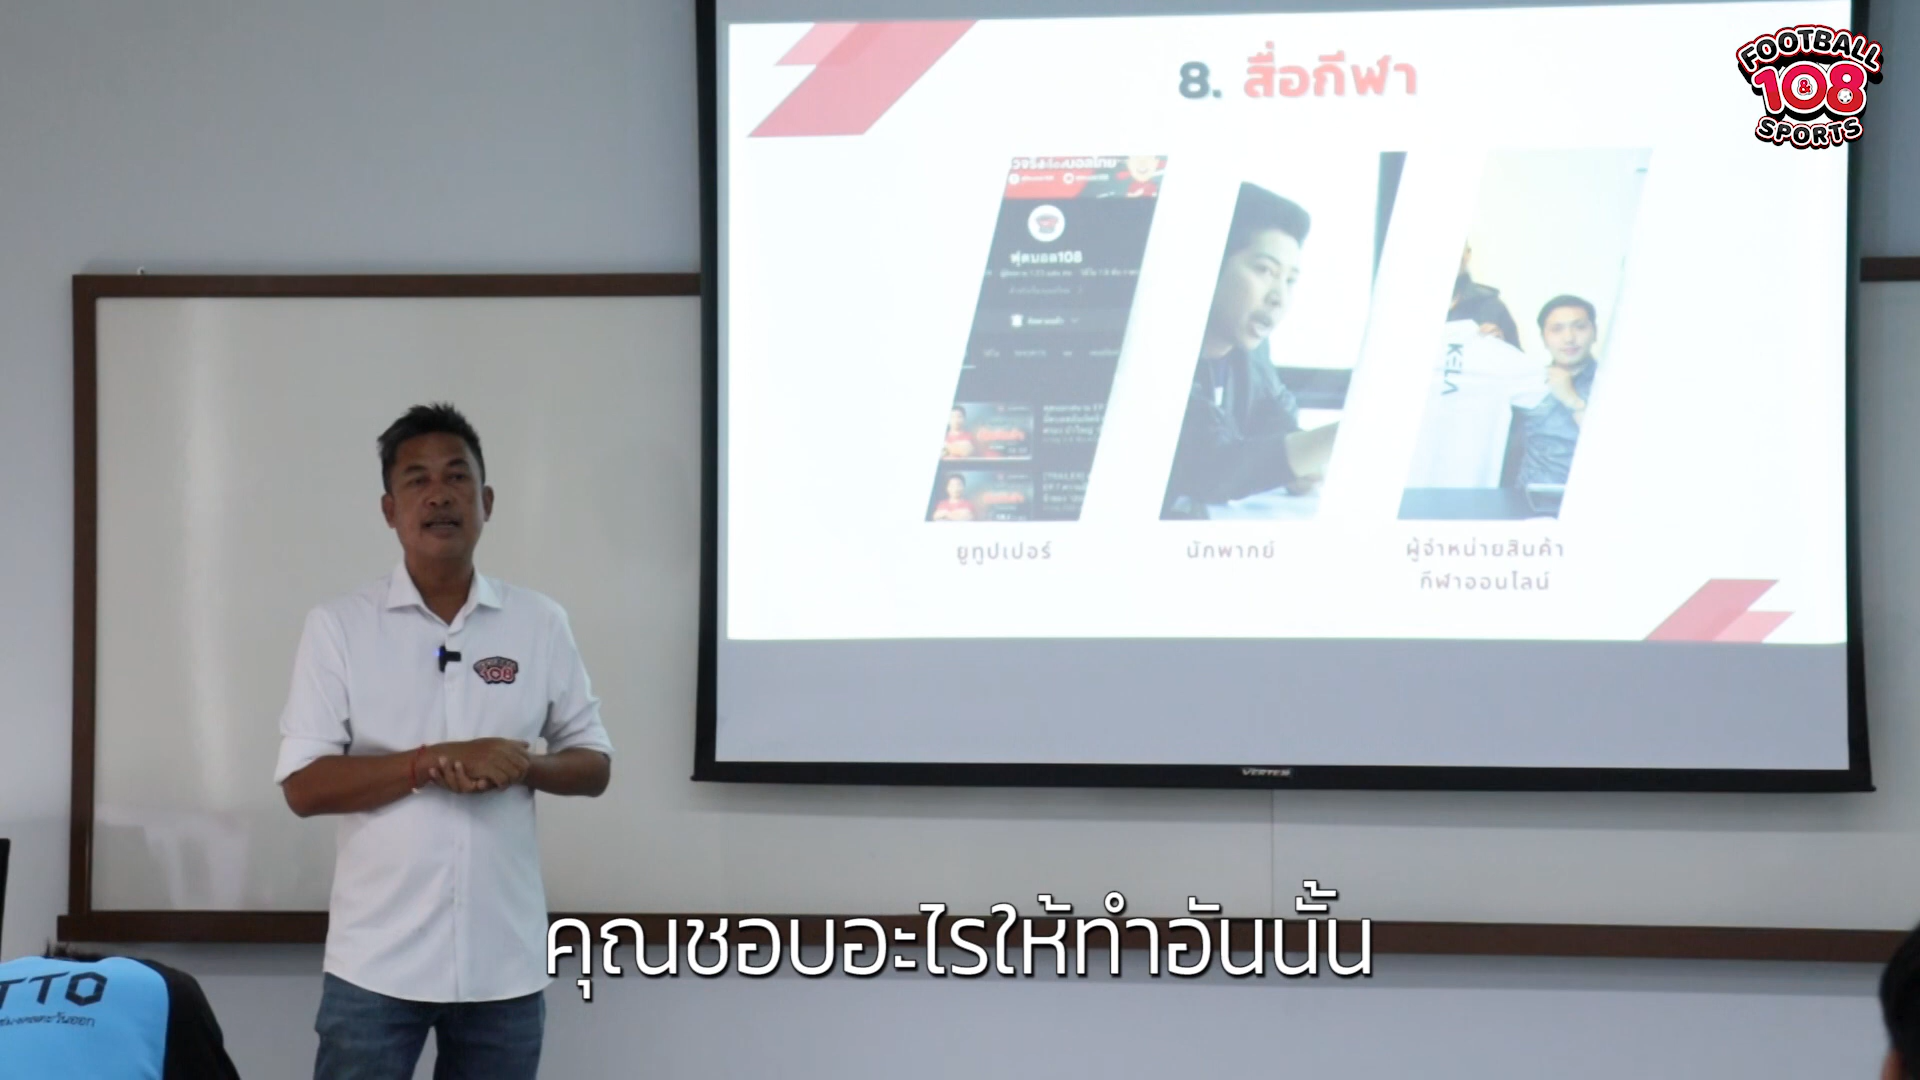 FOOTBALL
108
&
SPORTS
8. สื่อกีฬา
ฟุตบอล108
KELA
ยูทูปเปอร์
นักพากย์
ผู้จำหน่ายสินค้า
กีฬาออนไลน์
VERTEX
108
คุณชอบอะไรให้ทำอันนั้น
TTO